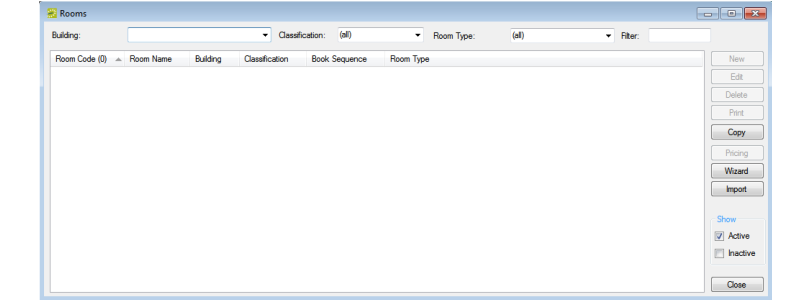 Rooms
Building: Classification: (all) Room Type: (all) Filter:
Room Code (0) Room Name Building Classification Book Sequence Room Type
New
Edit
Delete
Print
Copy
Pricing
Wizard
Import
Show
Active
Inactive
Close